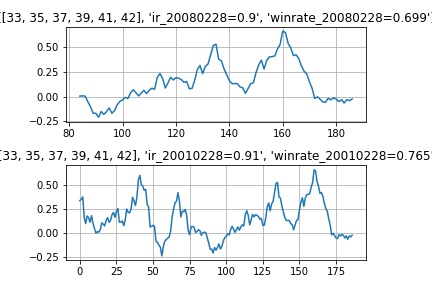 [[33, 35, 37, 39, 41, 42], 'ir_20080228=0.9', 'winrate_20080228=0.699']
0.50
0.25
0.00
−0.25
80 100 120 140 160 180
[33, 35, 37, 39, 41, 42], 'ir_20010228=0.91', 'winrate_20010228=0.765'
0.50
0.25
0.00
−0.25
0 25 50 75 100 125 150 175